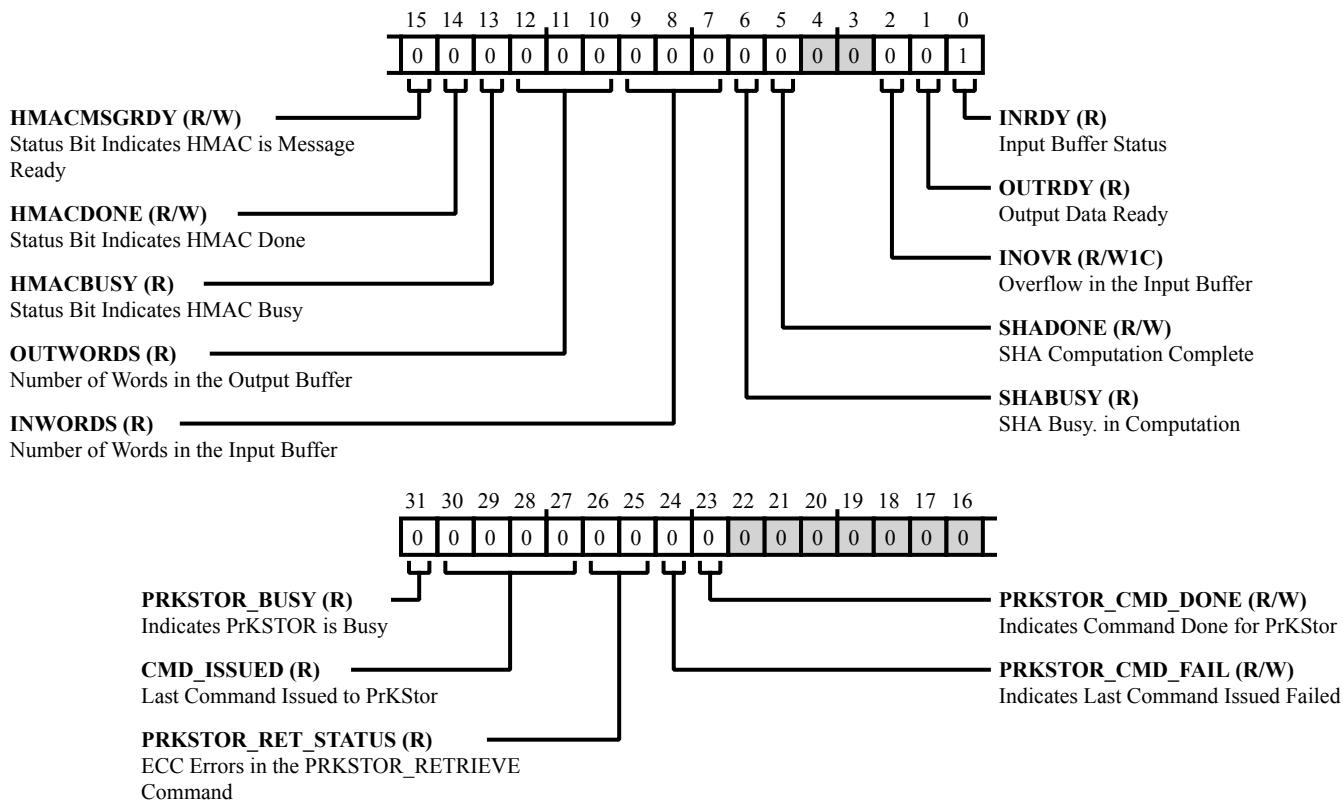 15 14 13 12 11 10 9 8 7 6 5 4 3 2 1 0
0 0 0 0 0 0 0 0 0 0 0 0 0 0 0 1
HMACMSGRDY (R/W)
Status Bit Indicates HMAC is Message
Ready
HMACDONE (R/W)
Status Bit Indicates HMAC Done
HMACBUSY (R)
Status Bit Indicates HMAC Busy
OUTWORDS (R)
Number of Words in the Output Buffer
INWORDS (R)
Number of Words in the Input Buffer
INRDY (R)
Input Buffer Status
OUTRDY (R)
Output Data Ready
INOVR (R/W1C)
Overflow in the Input Buffer
SHADONE (R/W)
SHA Computation Complete
SHABUSY (R)
SHA Busy. in Computation
31 30 29 28 27 26 25 24 23 22 21 20 19 18 17 16
0 0 0 0 0 0 0 0 0 0 0 0 0 0 0 0
PRKSTOR_BUSY (R)
Indicates PrKSTOR is Busy
CMD_ISSUED (R)
Last Command Issued to PrKStor
PRKSTOR_RET_STATUS (R)
ECC Errors in the PRKSTOR_RETRIEVE
Command
PRKSTOR_CMD_DONE (R/W)
Indicates Command Done for PrKStor
PRKSTOR_CMD_FAIL (R/W)
Indicates Last Command Issued Failed